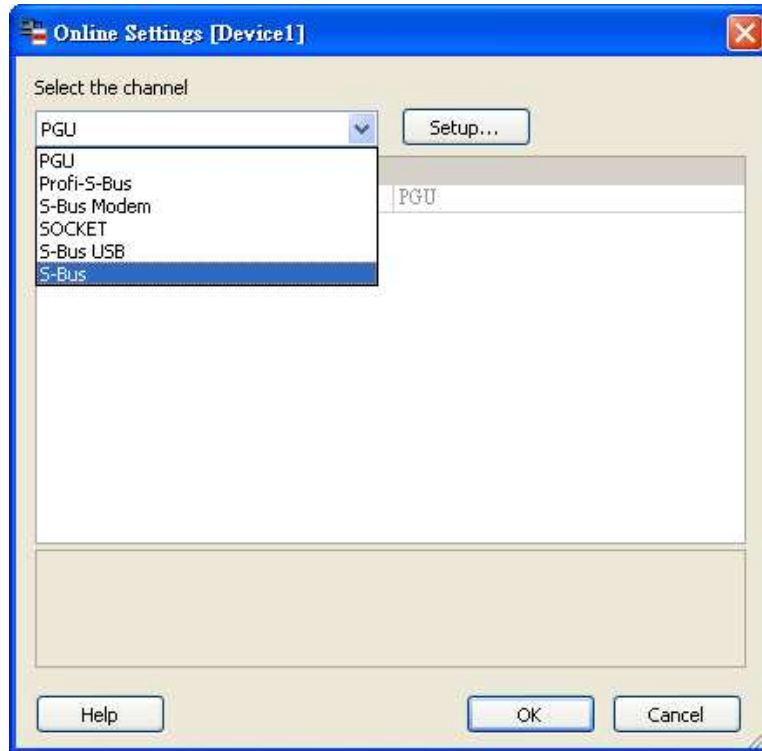 Online Settings [Device1]
Select the channel
PGU
Setup...
PGU
Profi-S-Bus
S-Bus Modem
SOCKET
S-Bus USB
S-Bus
PGU
Help
OK
Cancel